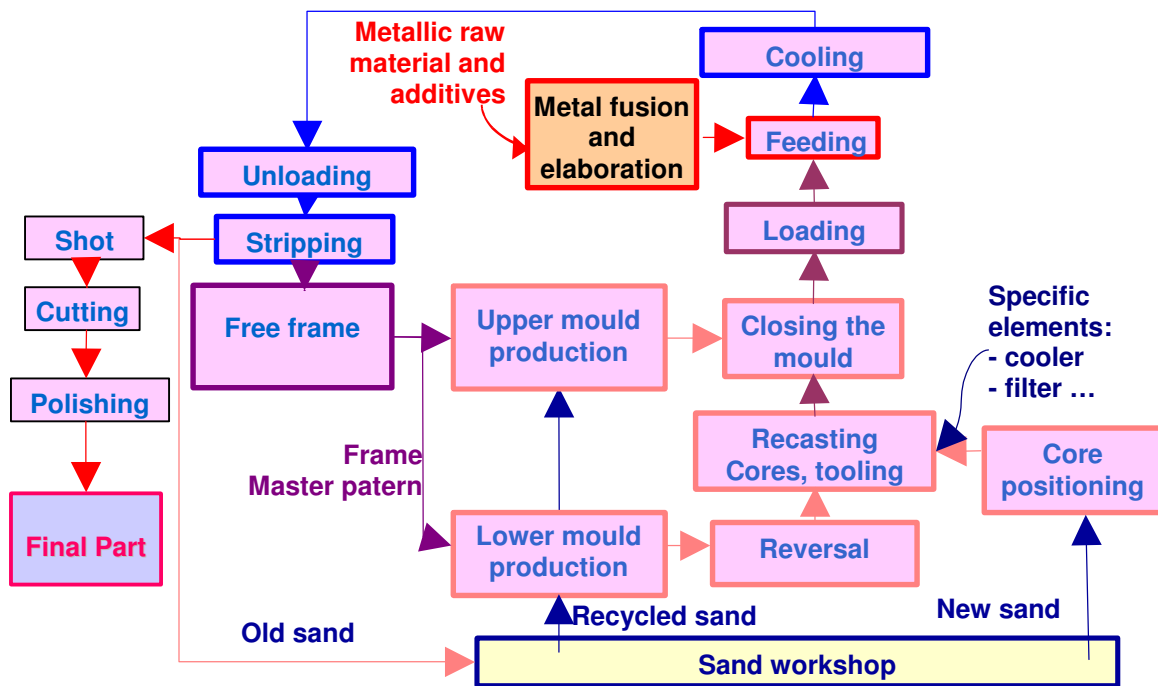 Metallic raw
material and
additives
Cooling
Metal fusion
and
elaboration
Feeding
Unloading
Shot
Stripping
Loading
Cutting
Free frame
Upper mould
production
Closing the
mould
Specific
elements:
- cooler
- filter …
Polishing
Frame
Master patern
Recasting
Cores, tooling
Core
positioning
Final Part
Lower mould
production
Reversal
Old sand
Recycled sand
New sand
Sand workshop